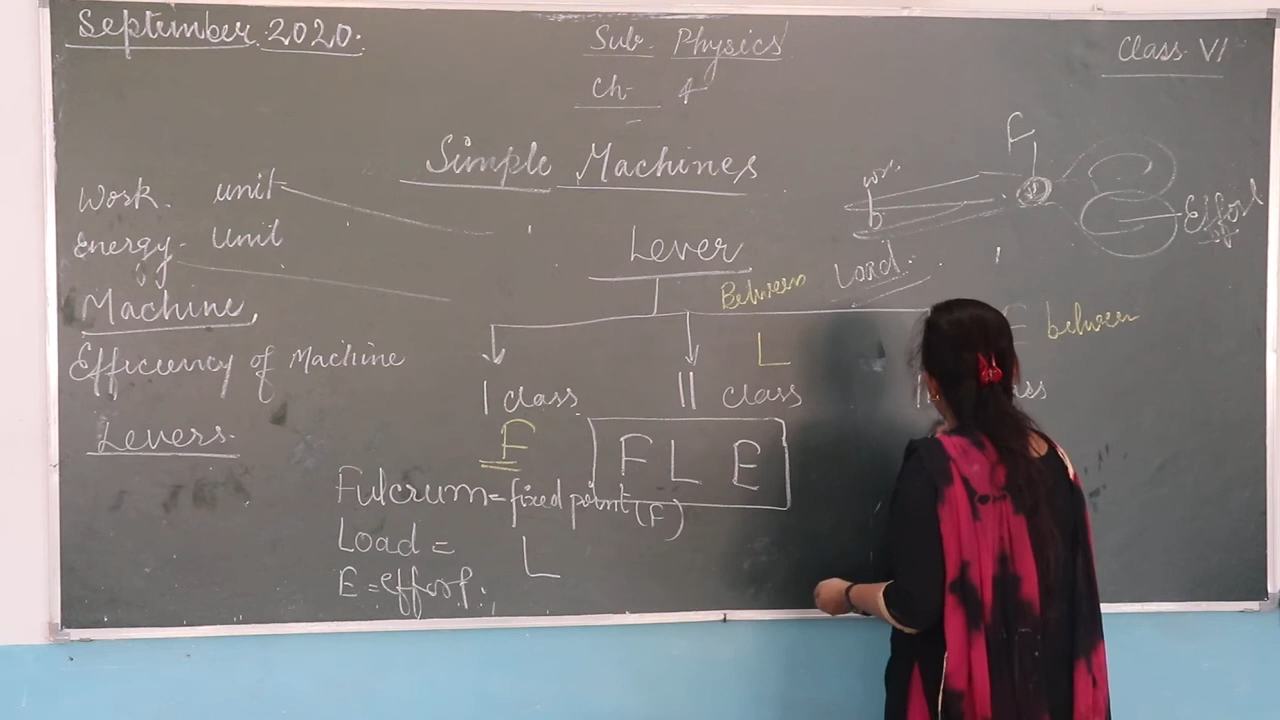 September 2020.
Sub. Physics
Class VI
Ch 4
Simple Machines
F
Work. unit
Effort
Energy. Unit
Lever
Load.
Between
Machine,
L
E between
Efficiency of Machine
I class
II class
Levers.
F
F L E
Fulcrum = fixed point (F)
Load = L
E = effort.